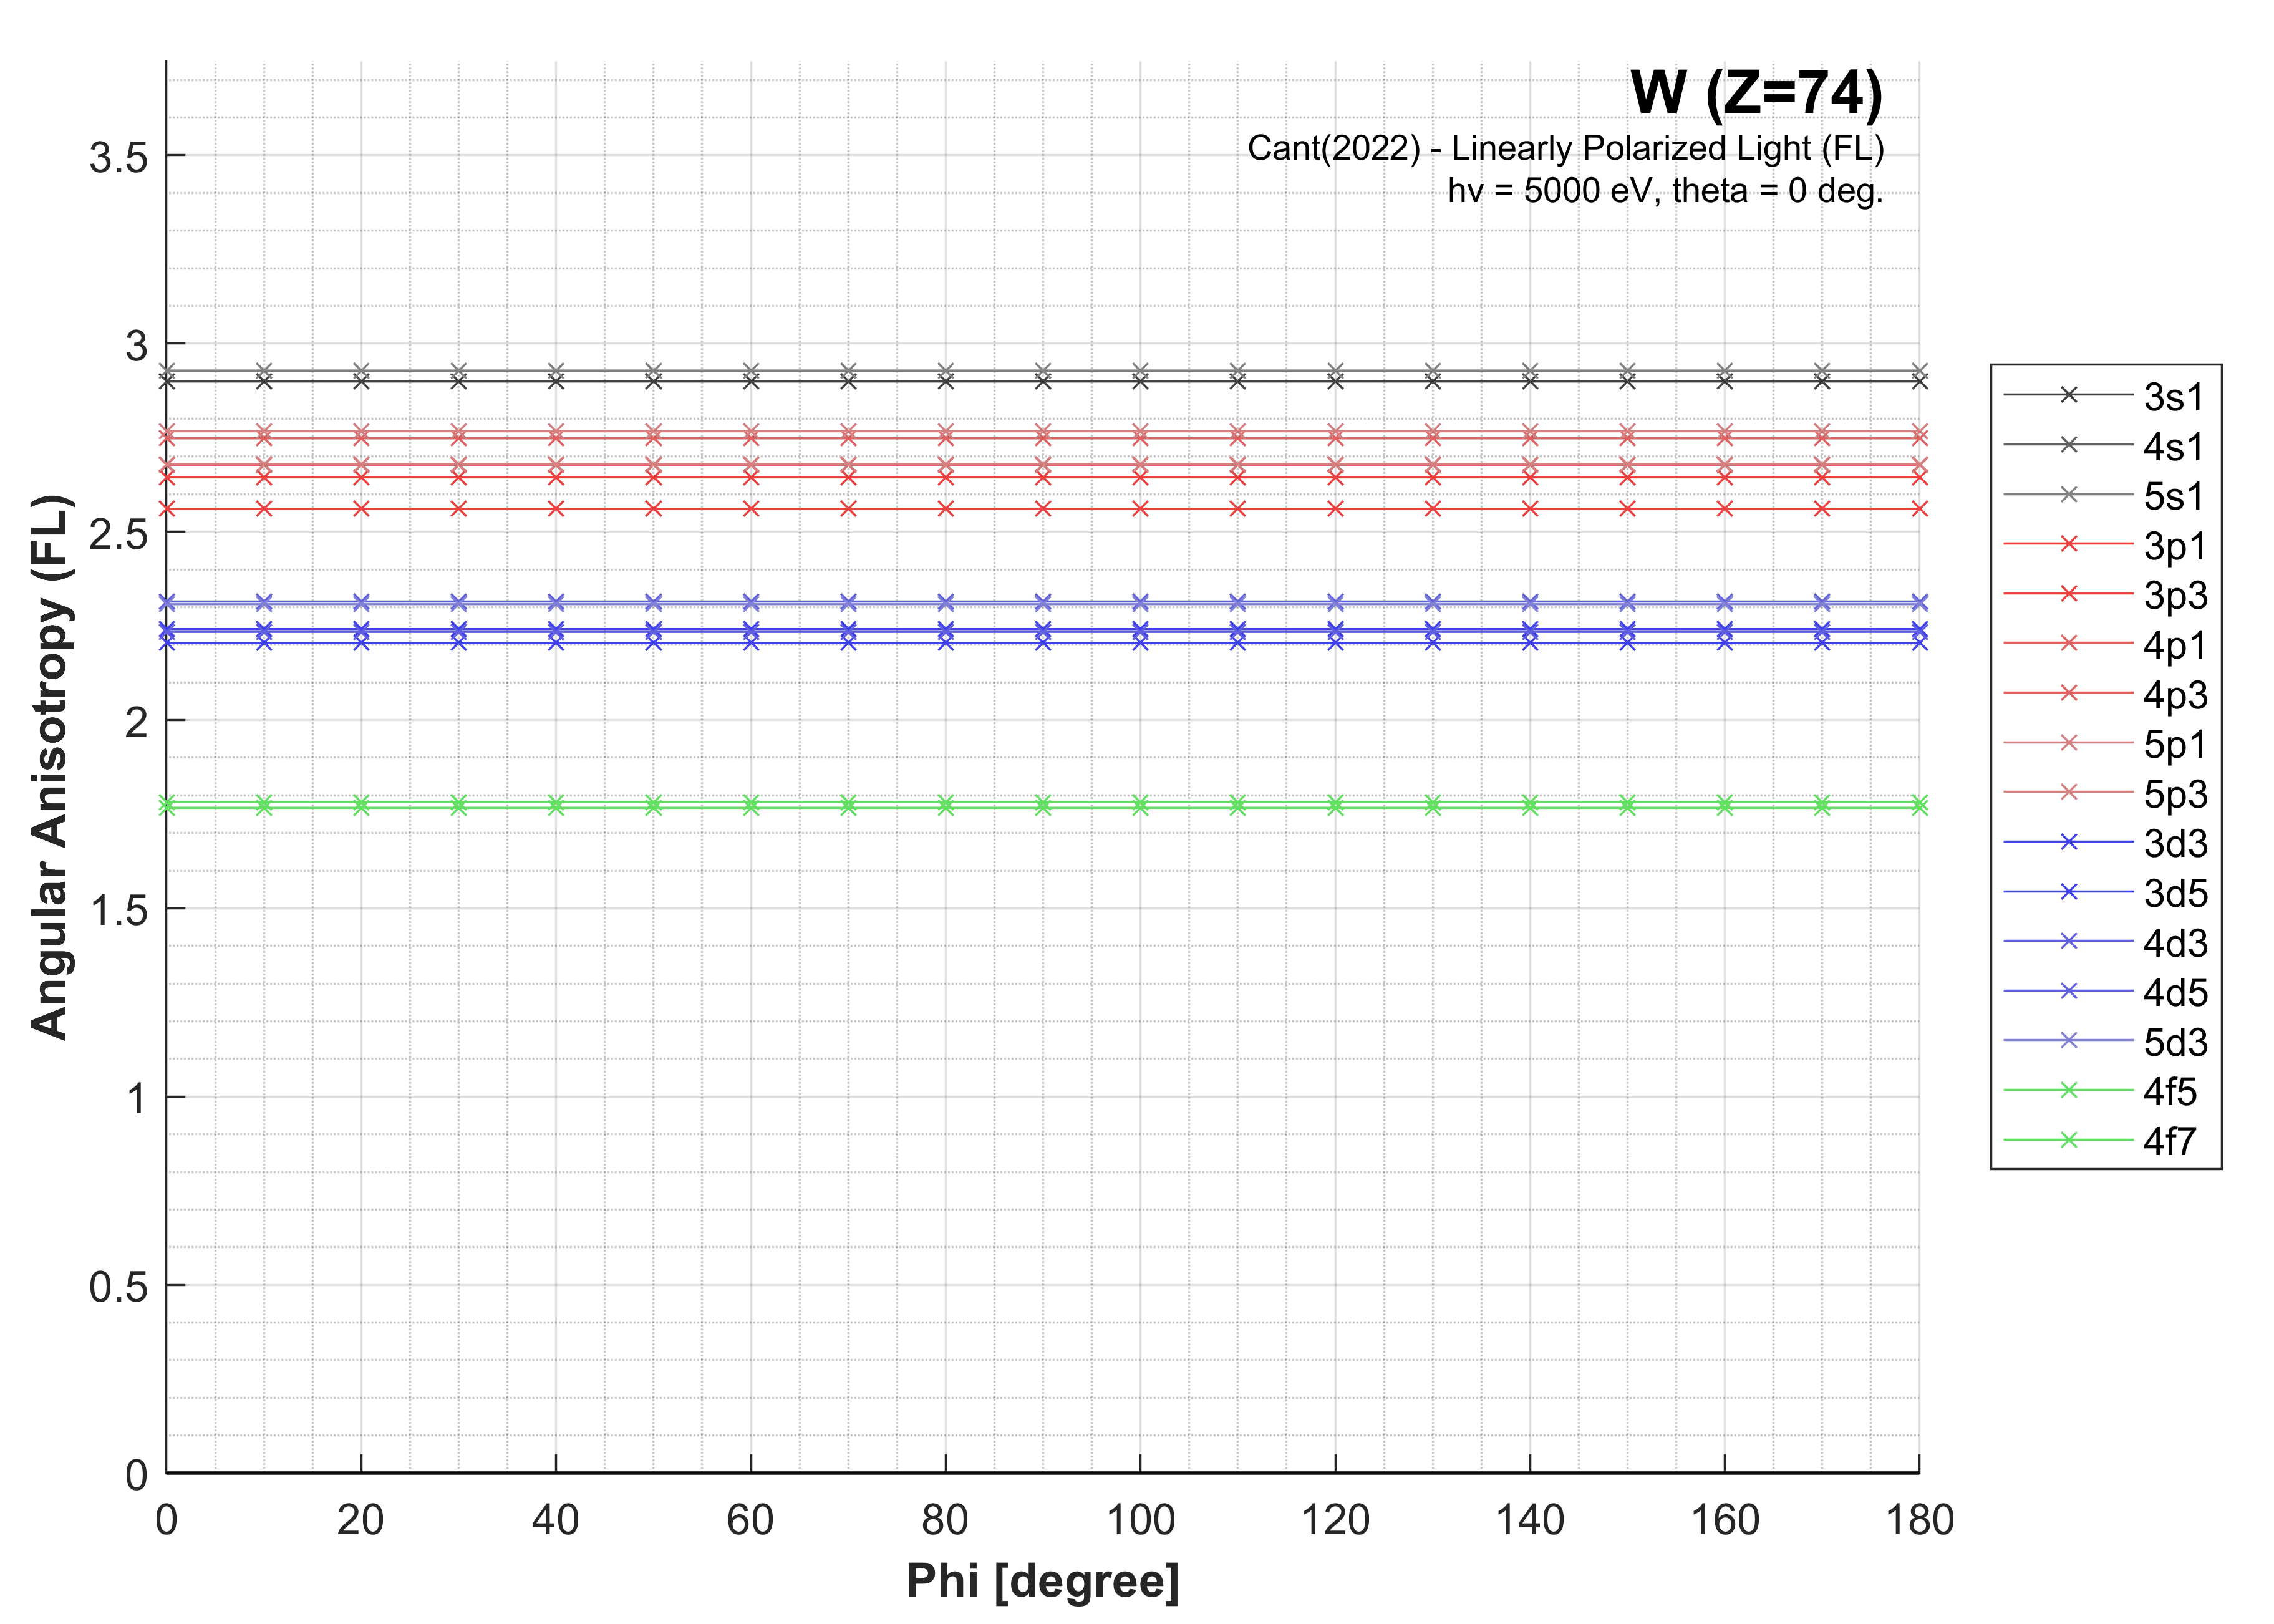 W (Z=74)
Cant(2022) - Linearly Polarized Light (FL)
hv = 5000 eV, theta = 0 deg.
Angular Anisotropy (FL)
3.5
3
2.5
2
1.5
1
0.5
0
0 20 40 60 80 100 120 140 160 180
Phi [degree]
3s1
4s1
5s1
3p1
3p3
4p1
4p3
5p1
5p3
3d3
3d5
4d3
4d5
5d3
4f5
4f7